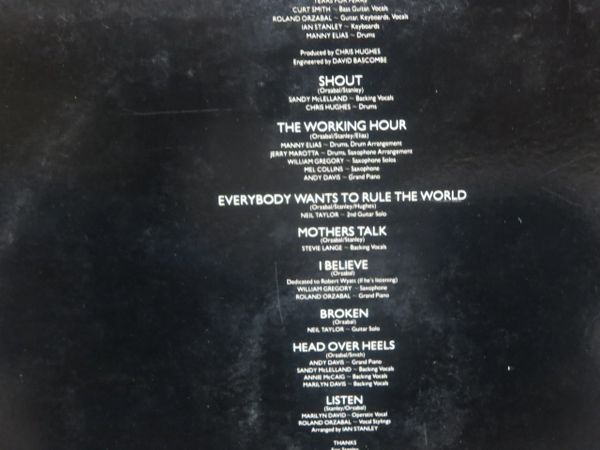 TEARS FOR FEARS
CURT SMITH ~ Bass Guitar, Vocals
ROLAND ORZABAL ~ Guitar, Keyboards, Vocals
IAN STANLEY ~ Keyboards
MANNY ELIAS ~ Drums
Produced by CHRIS HUGHES
Engineered by DAVID BASCOMBE
SHOUT
(Orzabal/Stanley)
SANDY McLELLAND ~ Backing Vocals
CHRIS HUGHES ~ Drums
THE WORKING HOUR
(Orzabal/Stanley/Elias)
MANNY ELIAS ~ Drums, Drum Arrangement
JERRY MAROTTA ~ Drums, Saxophone Arrangement
WILLIAM GREGORY ~ Saxophone Solos
MEL COLLINS ~ Saxophone
ANDY DAVIS ~ Grand Piano
EVERYBODY WANTS TO RULE THE WORLD
(Orzabal/Stanley/Hughes)
NEIL TAYLOR ~ 2nd Guitar Solo
MOTHERS TALK
(Orzabal/Stanley)
STEVIE LANGE ~ Backing Vocals
I BELIEVE
(Orzabal)
Dedicated to Robert Wyatt (if he's listening)
WILLIAM GREGORY ~ Saxophone
ROLAND ORZABAL ~ Grand Piano
BROKEN
(Orzabal)
NEIL TAYLOR ~ Guitar Solo
HEAD OVER HEELS
(Orzabal/Smith)
ANDY DAVIS ~ Grand Piano
SANDY McLELLAND ~ Backing Vocals
ANNIE McCAIG ~ Backing Vocals
MARILYN DAVIS ~ Backing Vocals
LISTEN
(Stanley/Orzabal)
MARILYN DAVID ~ Operatic Vocal
ROLAND ORZABAL ~ Vocal Stylings
Arranged by IAN STANLEY
THANKS